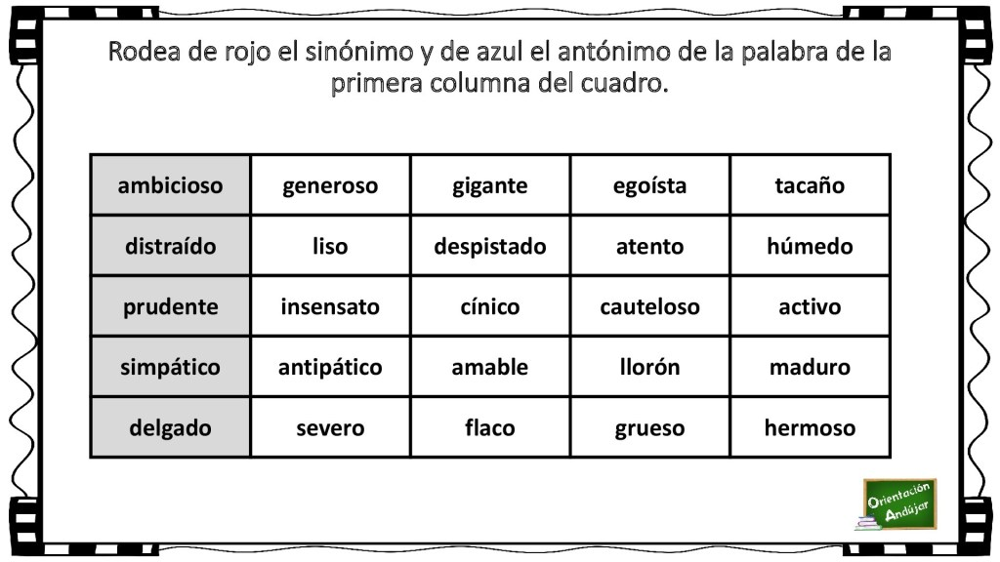 Rodea de rojo el sinónimo y de azul el antónimo de la palabra de la
primera columna del cuadro.
ambicioso generoso gigante egoísta tacaño
distraído liso despistado atento húmedo
prudente insensato cínico cauteloso activo
simpático antipático amable llorón maduro
delgado severo flaco grueso hermoso
Orientación
Andújar